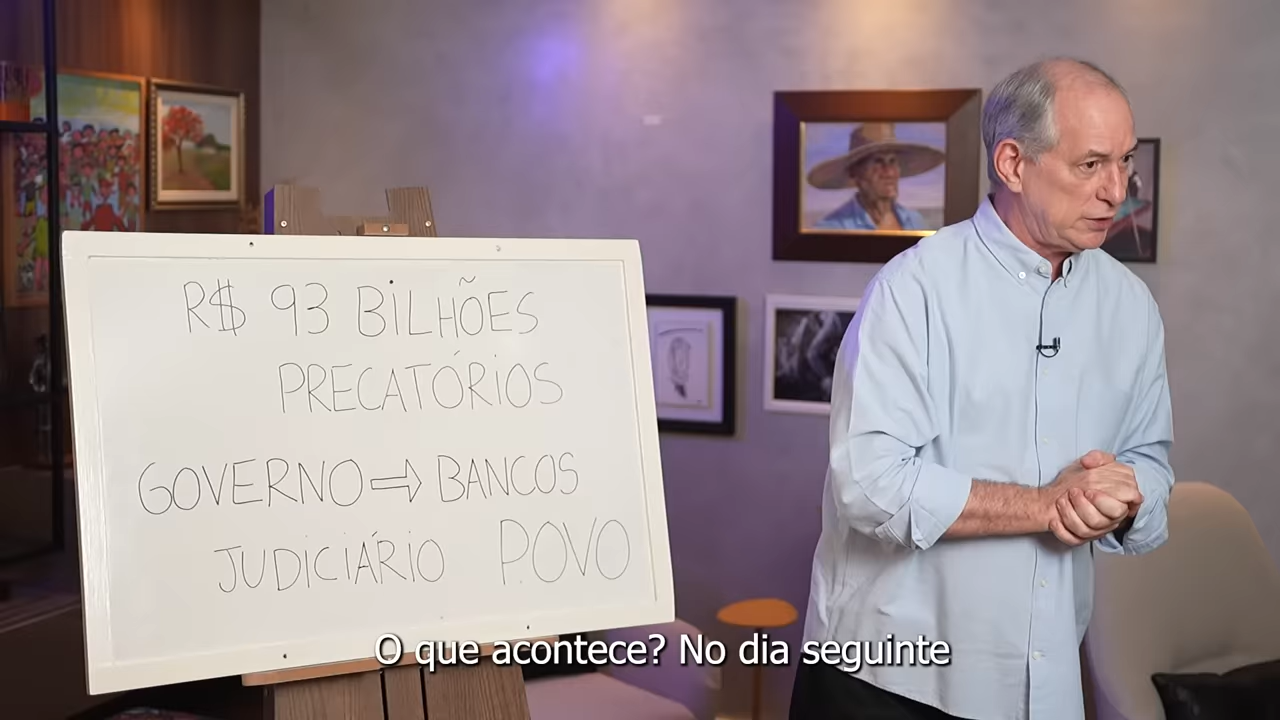 R$ 93 BILHÕES
PRECATÓRIOS
GOVERNO ⇒ BANCOS
JUDICIÁRIO POVO
O que acontece? No dia seguinte